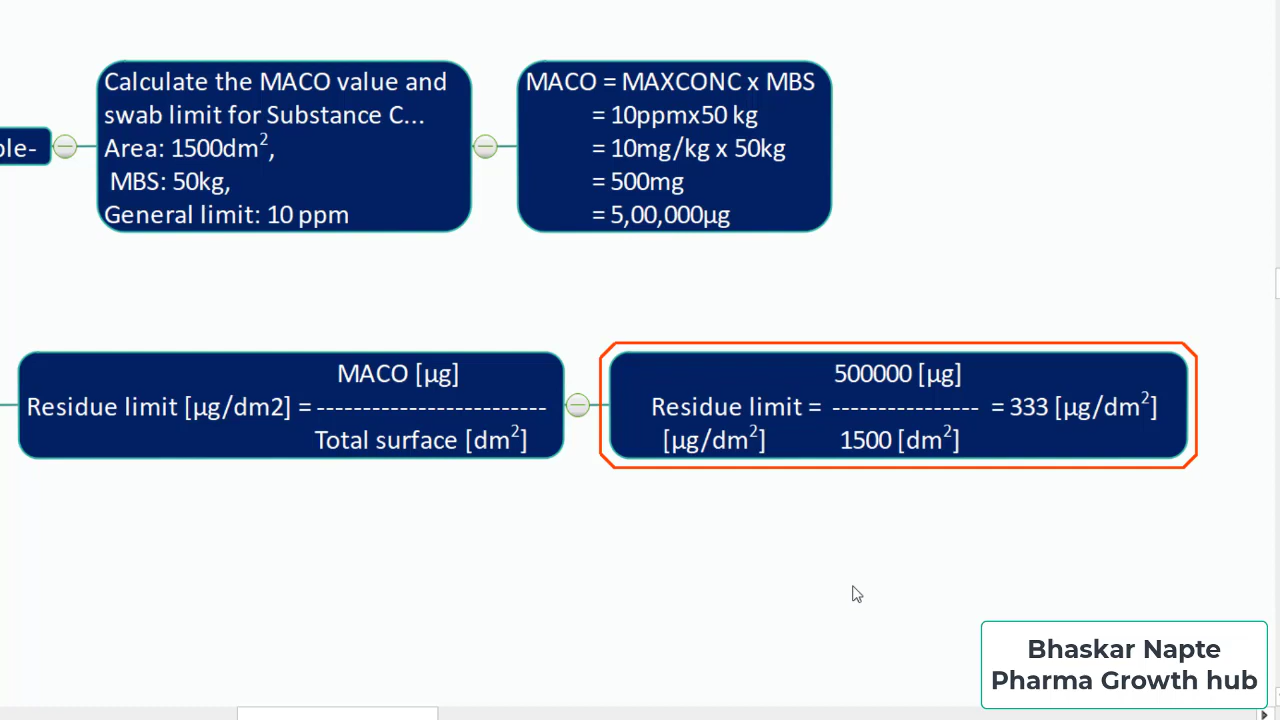 ple-
Calculate the MACO value and
swab limit for Substance C...
Area: 1500dm²,
MBS: 50kg,
General limit: 10 ppm
MACO = MAXCONC x MBS
= 10ppmx50 kg
= 10mg/kg x 50kg
= 500mg
= 5,00,000µg
MACO [µg]
Residue limit [µg/dm2] = -------------------------
Total surface [dm²]
500000 [µg]
Residue limit = ---------------- = 333 [µg/dm²]
[µg/dm²] 1500 [dm²]
Bhaskar Napte
Pharma Growth hub